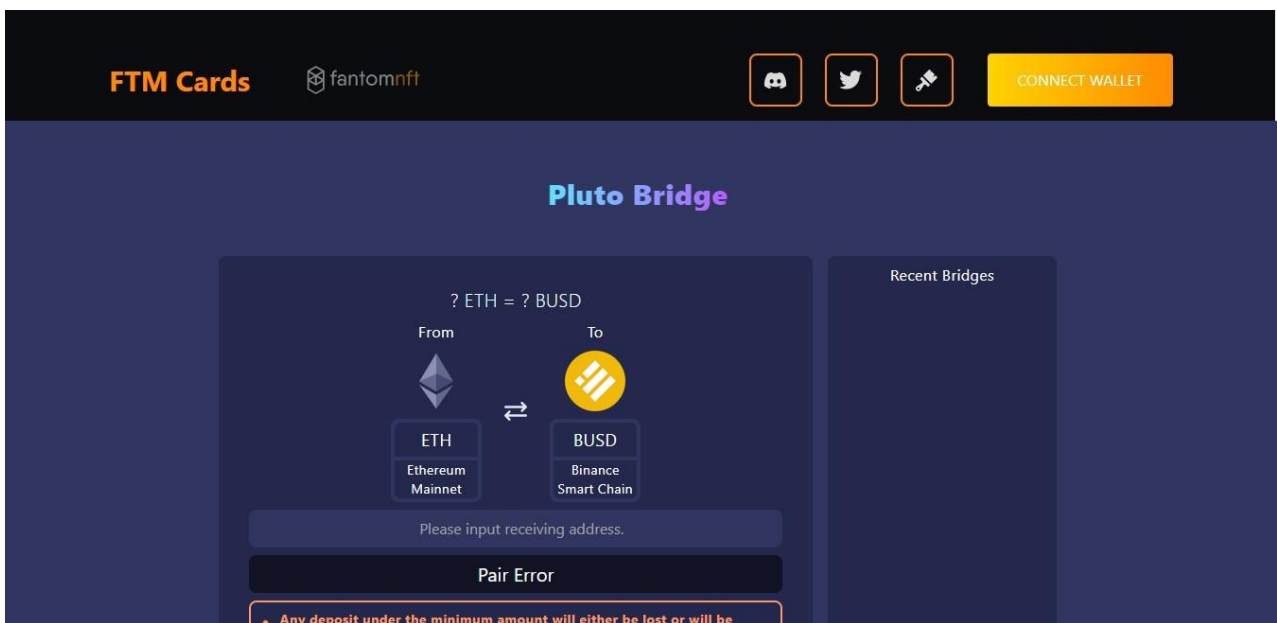 FTM Cards
fantomnft
CONNECT WALLET
Pluto Bridge
? ETH = ? BUSD
From
To
ETH
Ethereum
Mainnet
BUSD
Binance
Smart Chain
Please input receiving address.
Pair Error
• Any deposit under the minimum amount will either be lost or will be
Recent Bridges